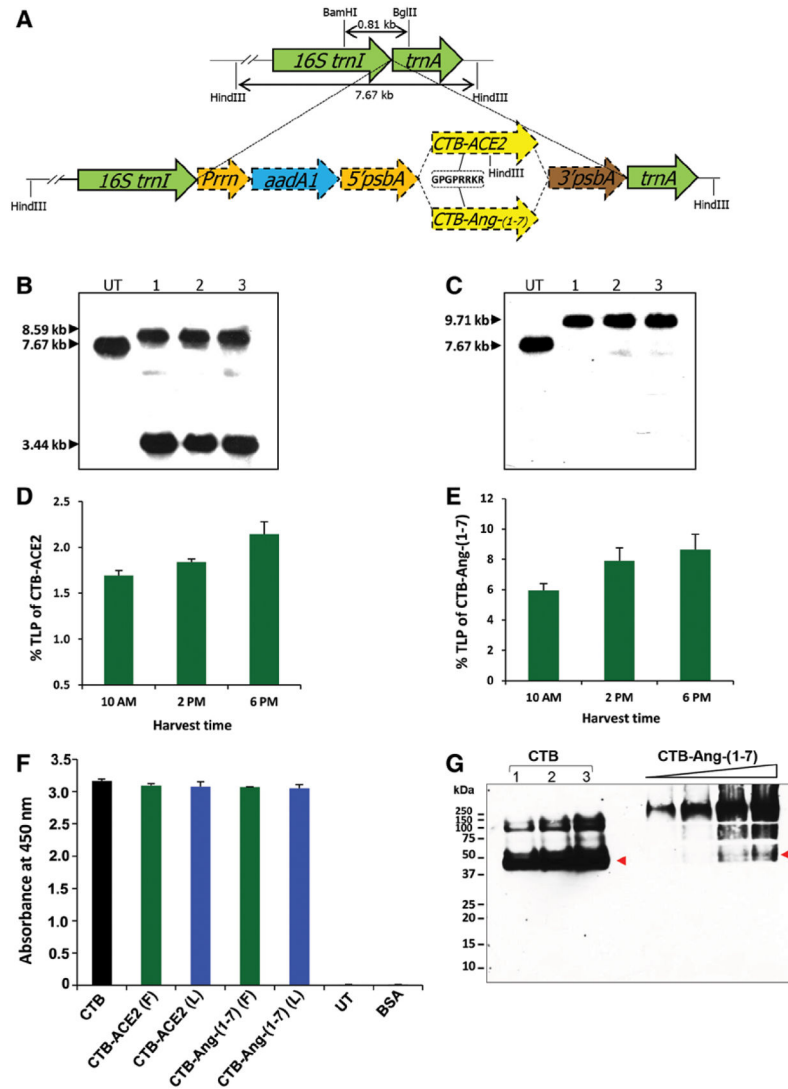 A
BamHI BglII
0.81 kb
16S trnI trnA
HindIII 7.67 kb HindIII
CTB-ACE2
16S trnI Prrn aadA1 5'psbA GPGPRRKR 3'psbA trnA
HindIII
HindIII HindIII
CTB-Ang-(1-7)
B
UT 1 2 3
8.59 kb
7.67 kb
3.44 kb
C
UT 1 2 3
9.71 kb
7.67 kb
D
% TLP of CTB-ACE2
2.5
2.0
1.5
1.0
0.5
10 AM 2 PM 6 PM
Harvest time
E
% TLP of CTB-Ang-(1-7)
12
10
8
6
4
2
0
10 AM 2 PM 6 PM
Harvest time
F
Absorbance at 450 nm
3.5
3.0
2.5
2.0
1.5
1.0
0.5
0.0
CTB
CTB-ACE2 (F)
CTB-ACE2 (L)
CTB-Ang-(1-7) (F)
CTB-Ang-(1-7) (L)
UT
BSA
G
CTB CTB-Ang-(1-7)
1 2 3
kDa
250
150
100
75
50
37
25
20
15
10